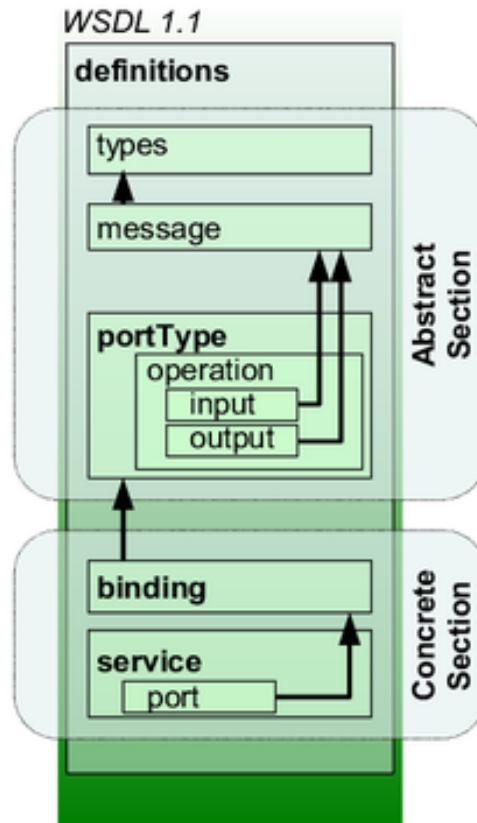 WSDL 1.1
definitions
types
message
portType
operation
input
output
Abstract
Section
binding
service
port
Concrete
Section